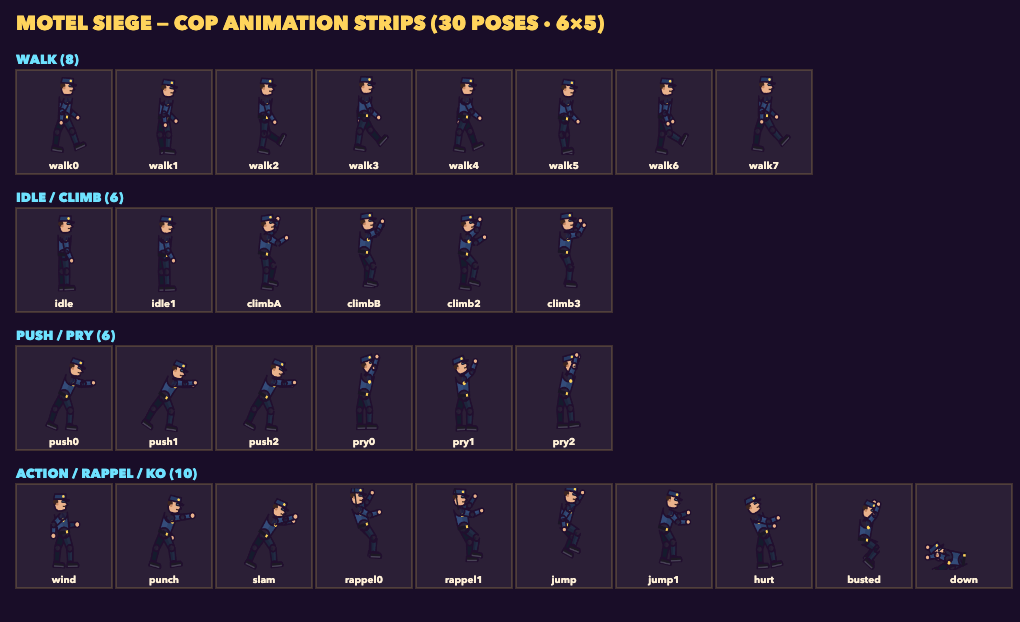 MOTEL SIEGE – COP ANIMATION STRIPS (30 POSES • 6×5)
WALK (8)
walk0 walk1 walk2 walk3 walk4 walk5 walk6 walk7
IDLE / CLIMB (6)
idle idle1 climbA climbB climb2 climb3
PUSH / PRY (6)
push0 push1 push2 pry0 pry1 pry2
ACTION / RAPPEL / KO (10)
wind punch slam rappel0 rappel1 jump jump1 hurt busted down